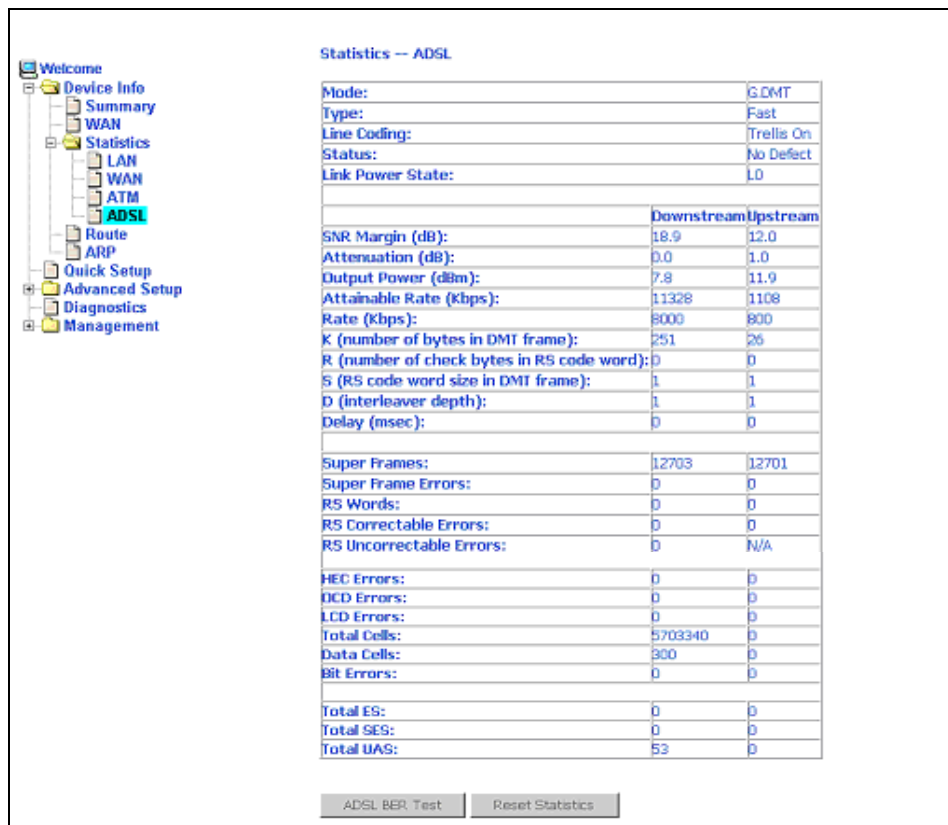 Welcome
Device Info
Summary
WAN
Statistics
LAN
WAN
ATM
ADSL
Route
ARP
Quick Setup
Advanced Setup
Diagnostics
Management
Statistics -- ADSL
Mode: G.DMT
Type: Fast
Line Coding: Trellis On
Status: No Defect
Link Power State: L0
Downstream Upstream
SNR Margin (dB): 18.9 12.0
Attenuation (dB): 0.0 1.0
Output Power (dBm): 7.8 11.9
Attainable Rate (Kbps): 11328 1108
Rate (Kbps): 8000 800
K (number of bytes in DMT frame): 251 26
R (number of check bytes in RS code word): 0 0
S (RS code word size in DMT frame): 1 1
D (interleaver depth): 1 1
Delay (msec): 0 0
Super Frames: 12703 12701
Super Frame Errors: 0 0
RS Words: 0 0
RS Correctable Errors: 0 0
RS Uncorrectable Errors: 0 N/A
HEC Errors: 0 0
OCD Errors: 0 0
LCD Errors: 0 0
Total Cells: 5703340 0
Data Cells: 300 0
Bit Errors: 0 0
Total ES: 0 0
Total SES: 0 0
Total UAS: 53 0
ADSL BER Test
Reset Statistics